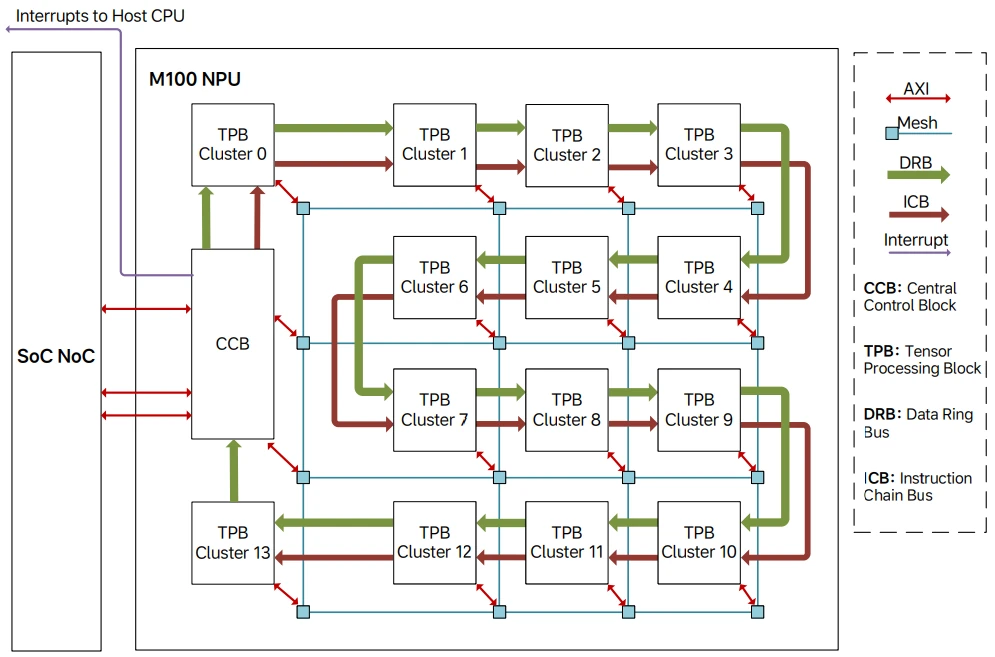 Interrupts to Host CPU
M100 NPU
SoC NoC
TPB
Cluster 0
TPB
Cluster 1
TPB
Cluster 2
TPB
Cluster 3
TPB
Cluster 6
TPB
Cluster 5
TPB
Cluster 4
CCB
TPB
Cluster 7
TPB
Cluster 8
TPB
Cluster 9
TPB
Cluster 13
TPB
Cluster 12
TPB
Cluster 11
TPB
Cluster 10
AXI
Mesh
DRB
ICB
Interrupt
CCB: Central
Control Block
TPB: Tensor
Processing Block
DRB: Data Ring
Bus
ICB: Instruction
Chain Bus